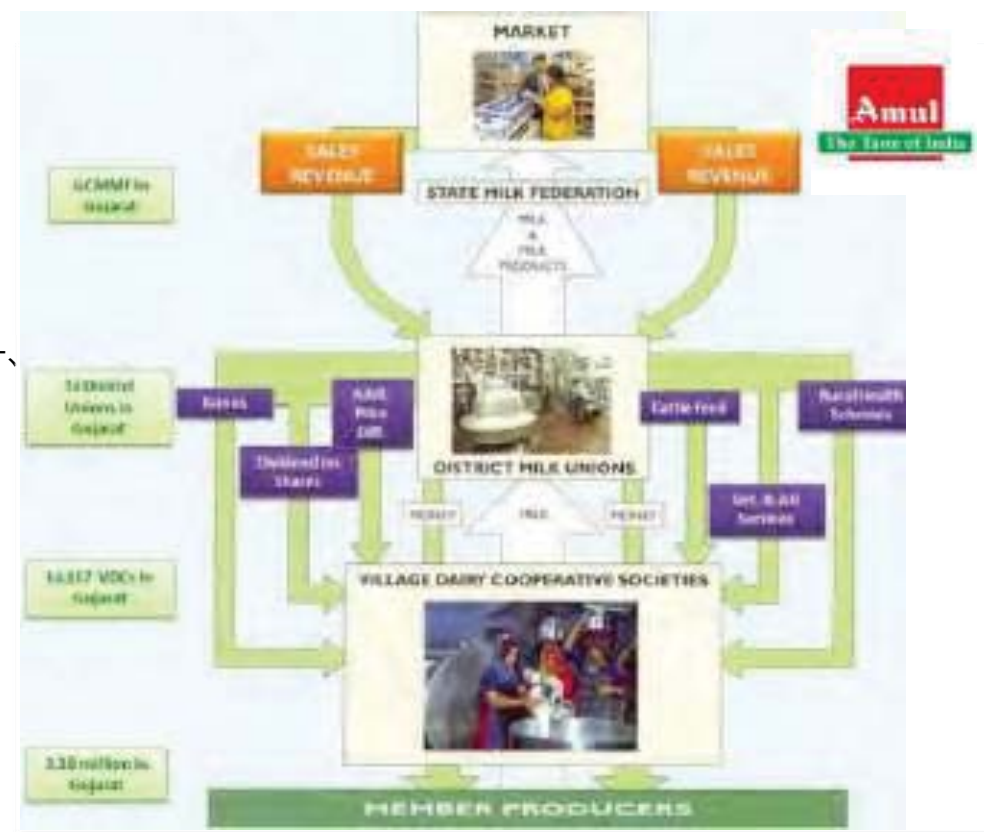 MARKET
Amul
The Taste of India
SALES
REVENUE
SALES
REVENUE
GCMMF in
Gujarat
STATE MILK FEDERATION
MILK
&
MILK
PRODUCTS
District
Unions in
Gujarat
Bonus
Price
Diff.
Dividend on
Shares
Cattle Feed
Rural Health
Schemes
Vet. & A.I.
Services
DISTRICT MILK UNIONS
MONEY
MILK
MONEY
VDCs in
Gujarat
VILLAGE DAIRY COOPERATIVE SOCIETIES
million in
Gujarat
MEMBER PRODUCERS